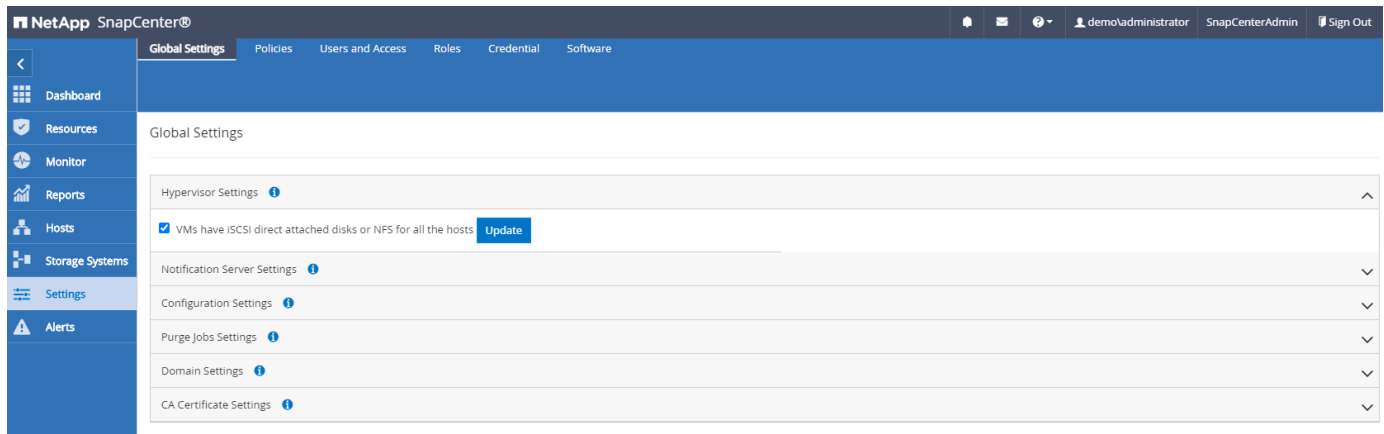 NetApp SnapCenter®
demo\administrator SnapCenterAdmin Sign Out
Global Settings Policies Users and Access Roles Credential Software
Dashboard
Resources
Monitor
Reports
Hosts
Storage Systems
Settings
Alerts
Global Settings
Hypervisor Settings
VMs have iSCSI direct attached disks or NFS for all the hosts Update
Notification Server Settings
Configuration Settings
Purge Jobs Settings
Domain Settings
CA Certificate Settings